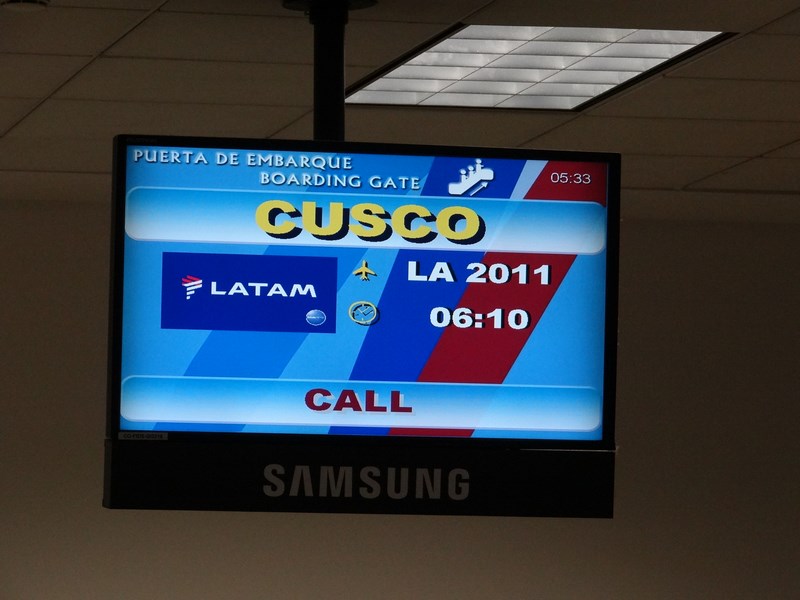 PUERTA DE EMBARQUE
BOARDING GATE
05:33
CUSCO
LATAM
LA 2011
06:10
CALL
SAMSUNG